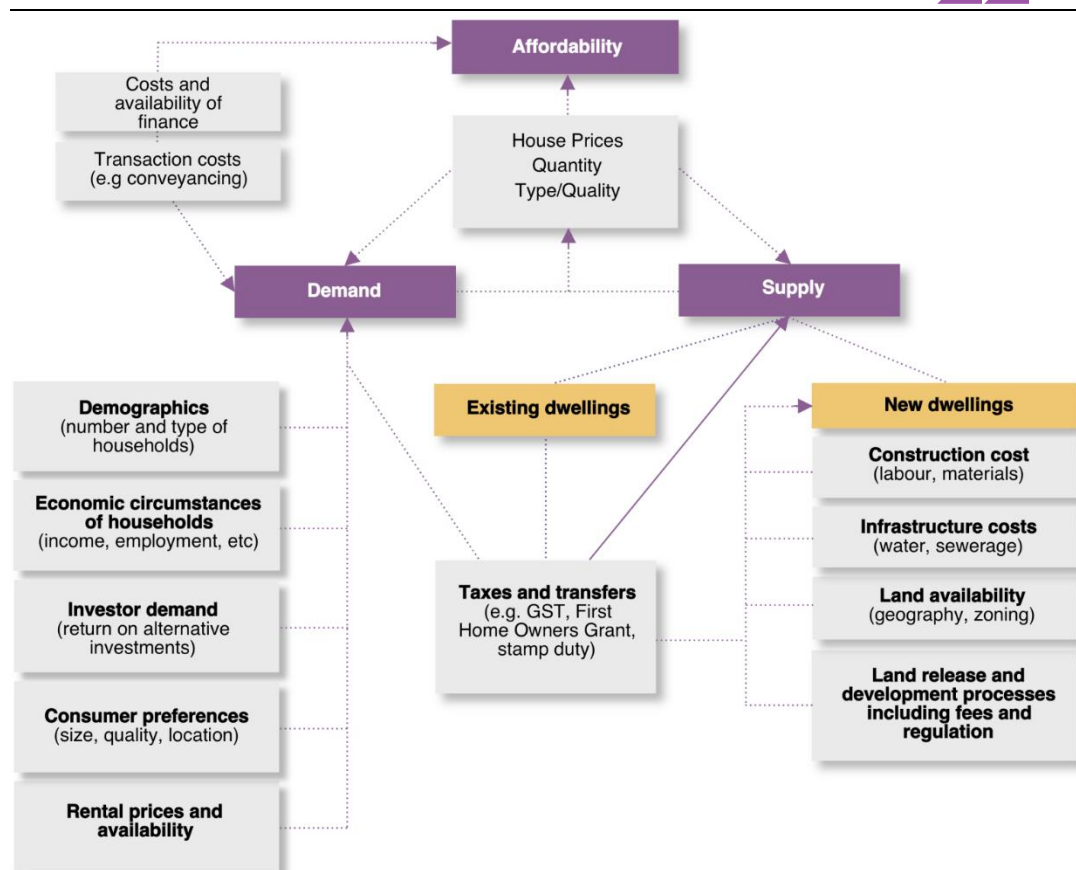 Affordability
Costs and
availability of
finance
Transaction costs
(e.g conveyancing)
House Prices
Quantity
Type/Quality
Demand
Supply
Demographics
(number and type of
households)
Economic circumstances
of households
(income, employment, etc)
Investor demand
(return on alternative
investments)
Consumer preferences
(size, quality, location)
Rental prices and
availability
Existing dwellings
Taxes and transfers
(e.g. GST, First
Home Owners Grant,
stamp duty)
New dwellings
Construction cost
(labour, materials)
Infrastructure costs
(water, sewerage)
Land availability
(geography, zoning)
Land release and
development processes
including fees and
regulation